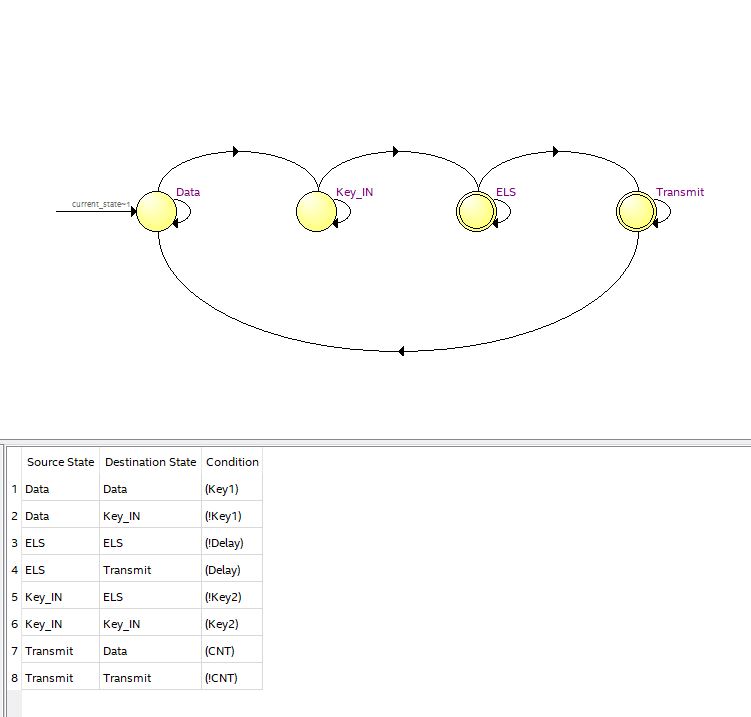 current_state~1
Data
Key_IN
ELS
Transmit
Source State Destination State Condition
1 Data Data (Key1)
2 Data Key_IN (!Key1)
3 ELS ELS (!Delay)
4 ELS Transmit (Delay)
5 Key_IN ELS (!Key2)
6 Key_IN Key_IN (Key2)
7 Transmit Data (CNT)
8 Transmit Transmit (!CNT)